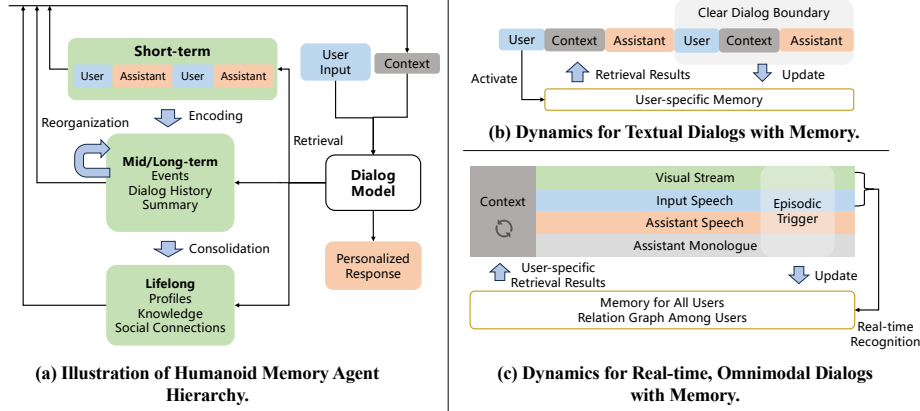 Short-term
User Assistant User Assistant
Encoding
Reorganization
Mid/Long-term
Events
Dialog History
Summary
Consolidation
Lifelong
Profiles
Knowledge
Social Connections
User
Input
Context
Retrieval
Dialog
Model
Personalized
Response
(a) Illustration of Humanoid Memory Agent
Hierarchy.
Clear Dialog Boundary
User Context Assistant User Context Assistant
Activate
Retrieval Results
Update
User-specific Memory
(b) Dynamics for Textual Dialogs with Memory.
Context
Visual Stream
Input Speech
Assistant Speech
Assistant Monologue
Episodic
Trigger
User-specific
Retrieval Results
Update
Memory for All Users
Relation Graph Among Users
Real-time
Recognition
(c) Dynamics for Real-time, Omnimodal Dialogs
with Memory.